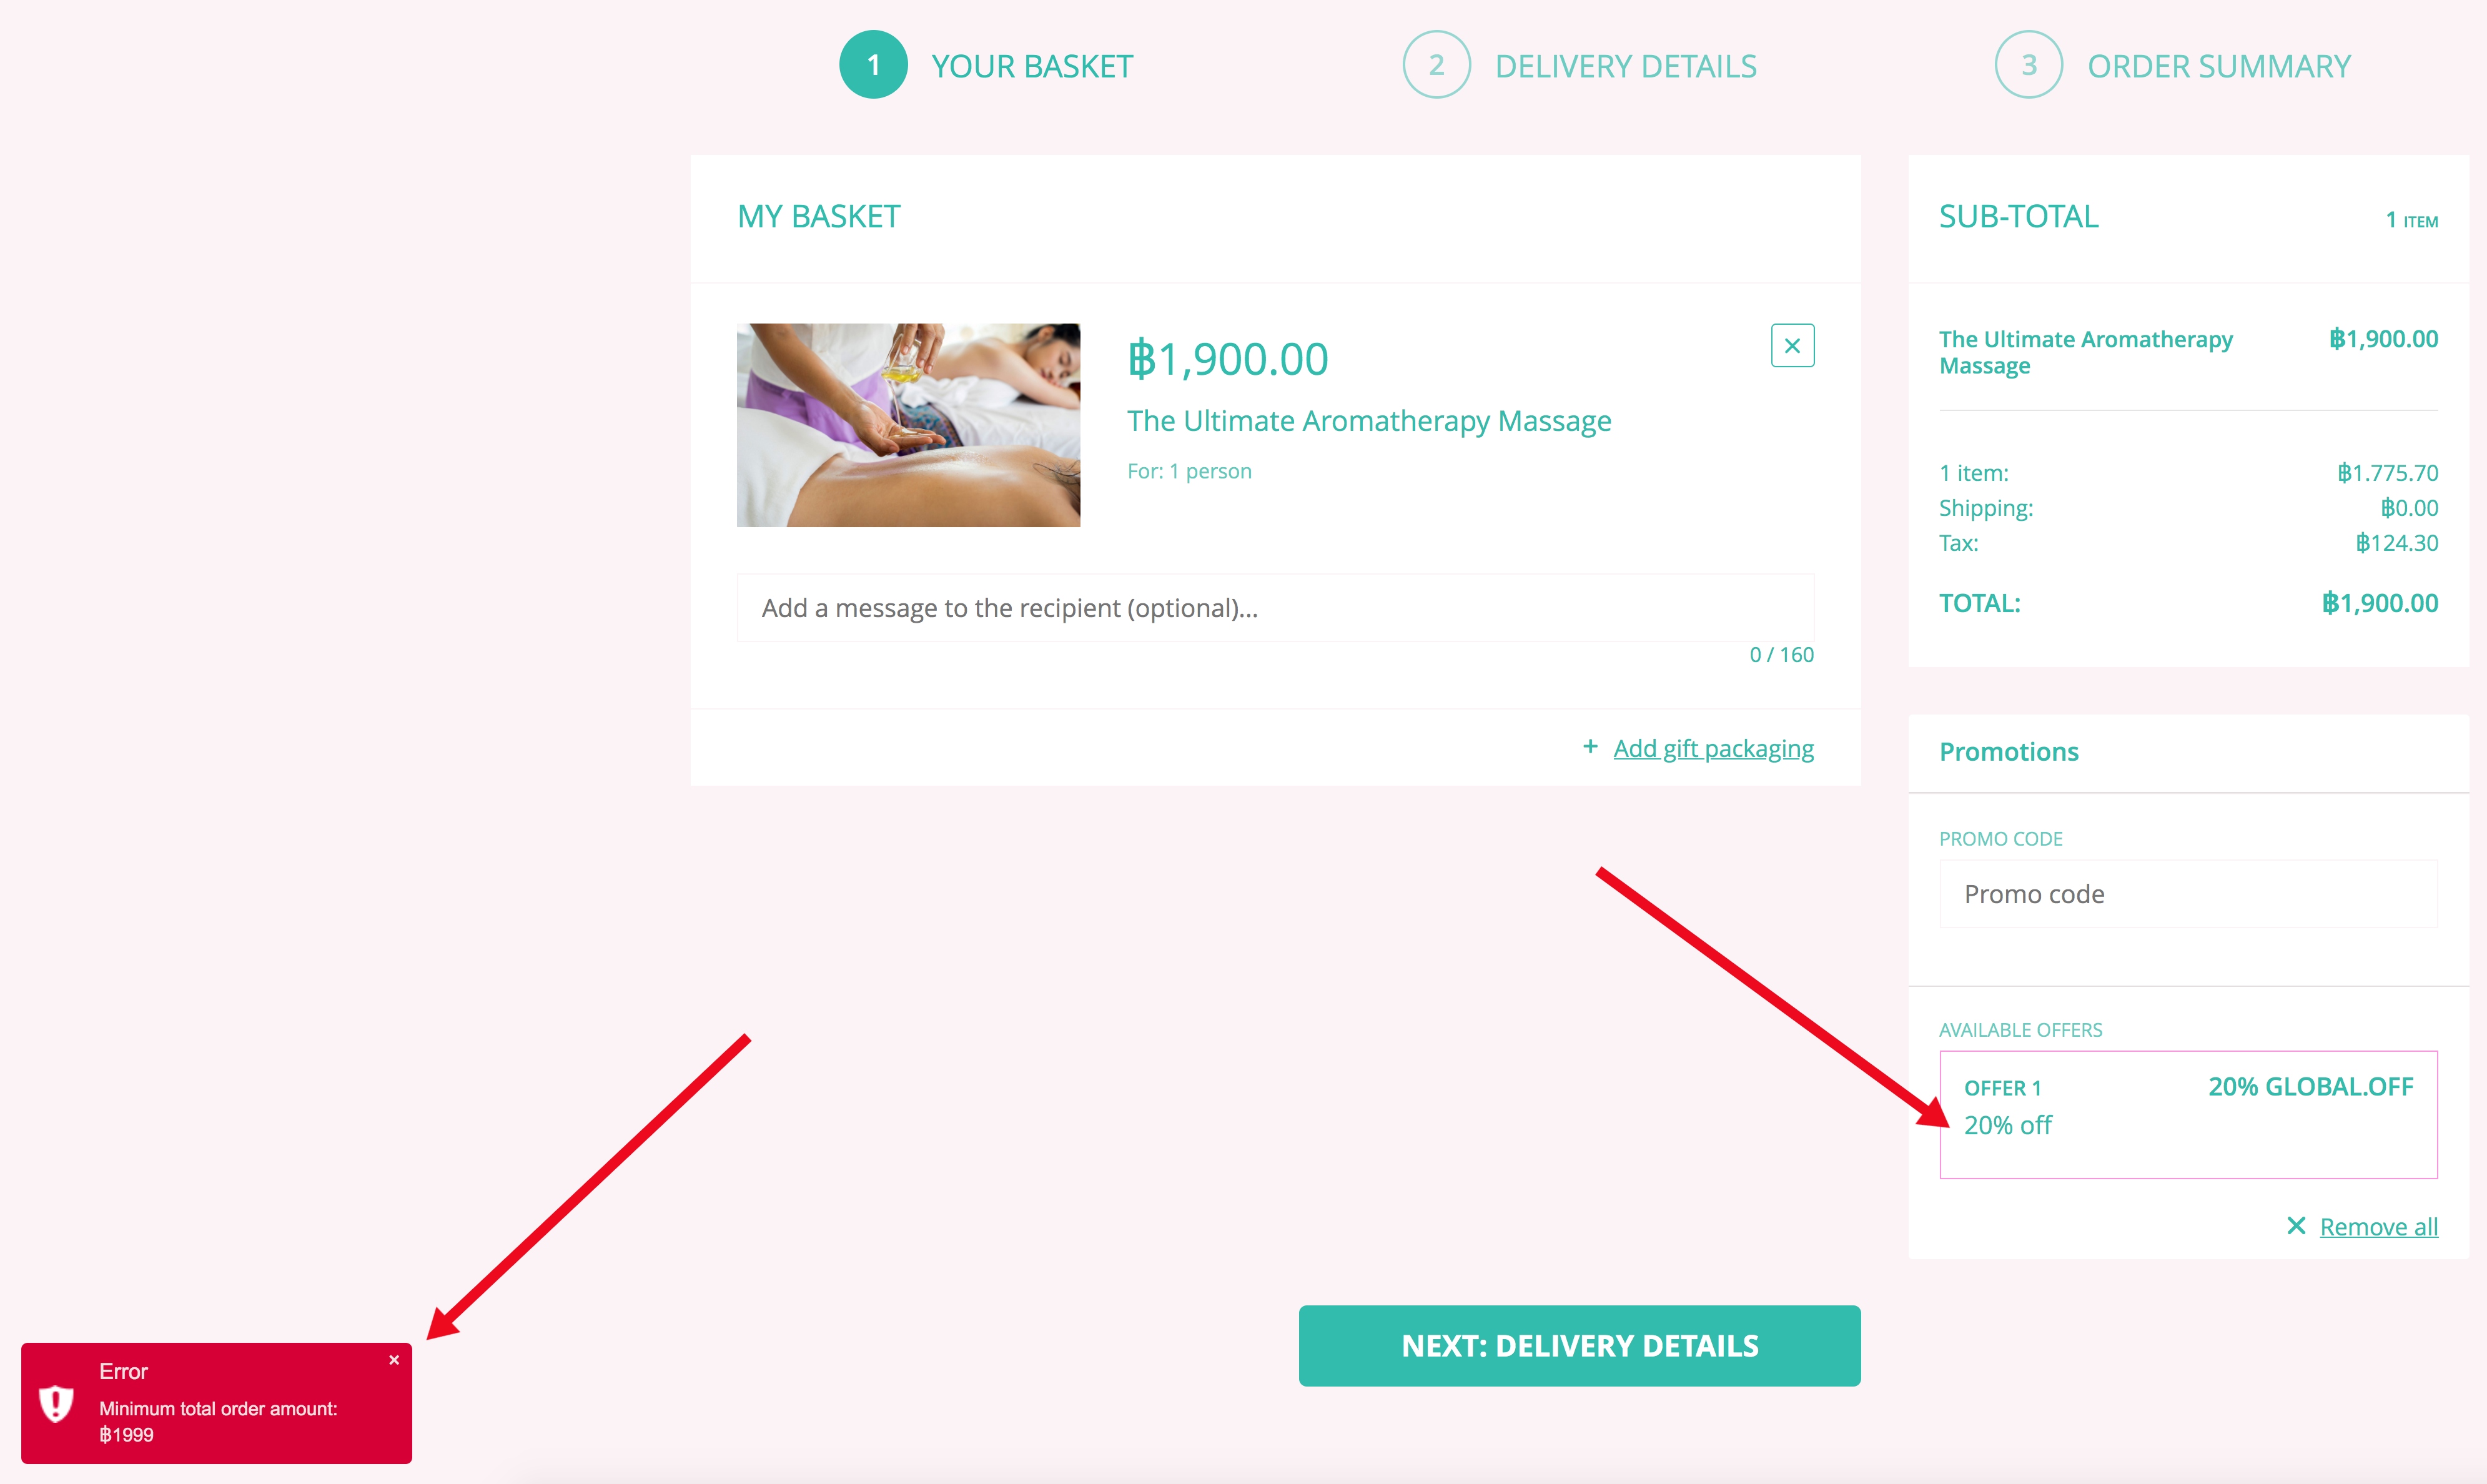 1 YOUR BASKET
2 DELIVERY DETAILS
3 ORDER SUMMARY
MY BASKET
฿1,900.00
The Ultimate Aromatherapy Massage
For: 1 person
Add a message to the recipient (optional)...
0 / 160
+ Add gift packaging
SUB-TOTAL 1 ITEM
The Ultimate Aromatherapy ฿1,900.00
Massage
1 item: ฿1.775.70
Shipping: ฿0.00
Tax: ฿124.30
TOTAL: ฿1,900.00
Promotions
PROMO CODE
Promo code
AVAILABLE OFFERS
OFFER 1 20% GLOBAL.OFF
20% off
Remove all
NEXT: DELIVERY DETAILS
Error
Minimum total order amount:
฿1999